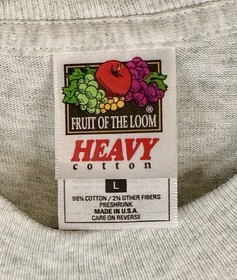 ®
FRUIT OF THE LOOM
HEAVY
cotton
L
98% COTTON / 2% OTHER FIBERS
PRESHRUNK
MADE IN U.S.A.
CARE ON REVERSE